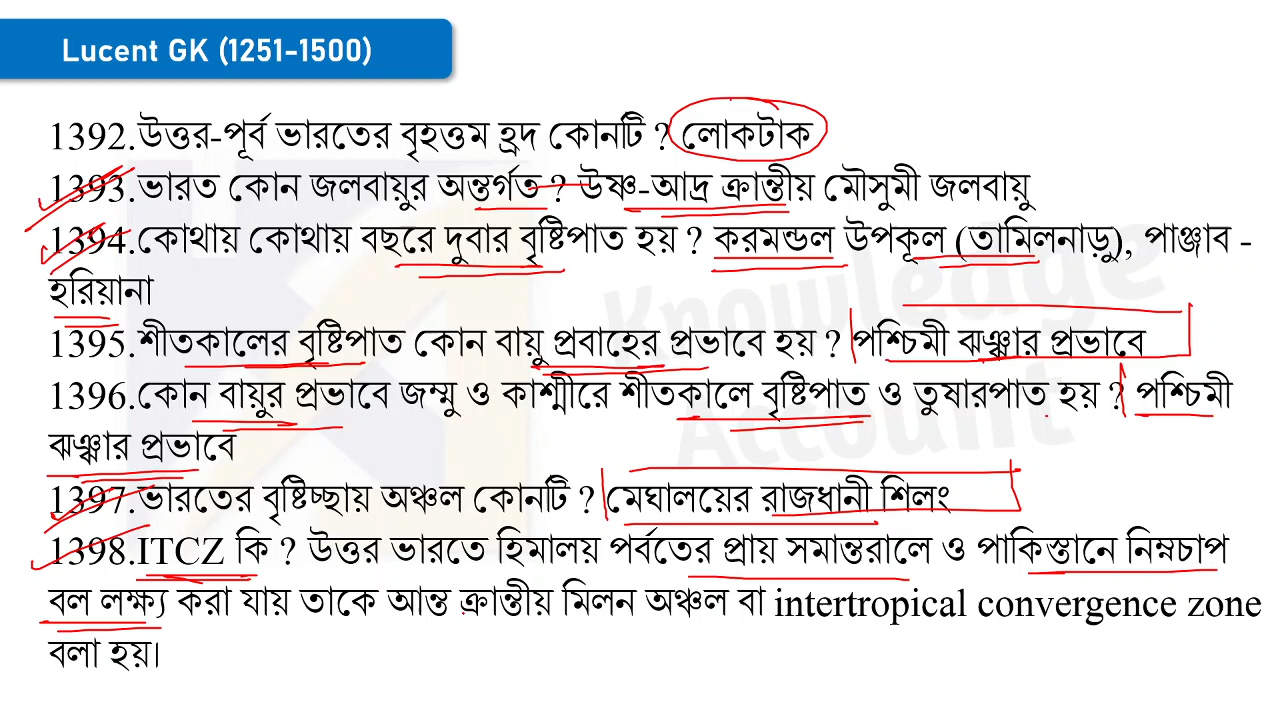 Lucent GK (1251-1500)
1392.উত্তর-পূর্ব ভারতের বৃহত্তম হ্রদ কোনটি ? লোকটাক
1393.ভারত কোন জলবায়ুর অন্তর্গত ? উষ্ণ-আদ্র ক্রান্তীয় মৌসুমী জলবায়ু
1394.কোথায় কোথায় বছরে দুবার বৃষ্টিপাত হয় ? করমন্ডল উপকূল (তামিলনাড়ু), পাঞ্জাব -
হরিয়ানা
1395.শীতকালের বৃষ্টিপাত কোন বায়ু প্রবাহের প্রভাবে হয় ? পশ্চিমী ঝঞ্ঝার প্রভাবে
1396.কোন বায়ুর প্রভাবে জম্মু ও কাশ্মীরে শীতকালে বৃষ্টিপাত ও তুষারপাত হয় ? পশ্চিমী
ঝঞ্ঝার প্রভাবে
1397.ভারতের বৃষ্টিচ্ছায় অঞ্চল কোনটি ? মেঘালয়ের রাজধানী শিলং
1398.ITCZ কি ? উত্তর ভারতে হিমালয় পর্বতের প্রায় সমান্তরালে ও পাকিস্তানে নিম্নচাপ
বল লক্ষ্য করা যায় তাকে আন্ত ক্রান্তীয় মিলন অঞ্চল বা intertropical convergence zone
বলা হয়।
Knowledge
Account